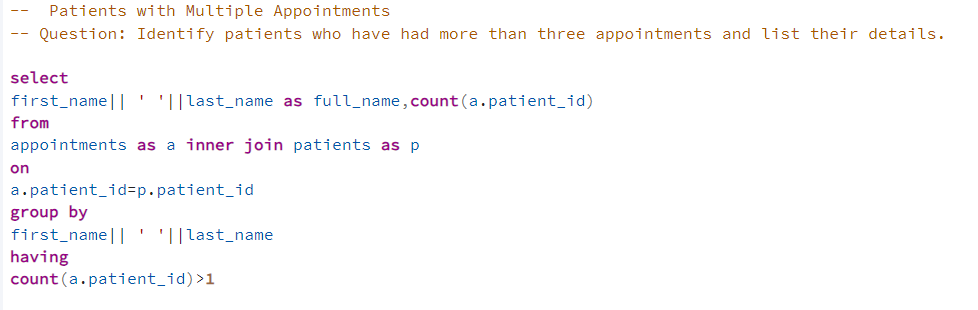 --  Patients with Multiple Appointments
-- Question: Identify patients who have had more than three appointments and list their details.
select
first_name|| ' '||last_name as full_name,count(a.patient_id)
from
appointments as a inner join patients as p
on
a.patient_id=p.patient_id
group by
first_name|| ' '||last_name
having
count(a.patient_id)>1